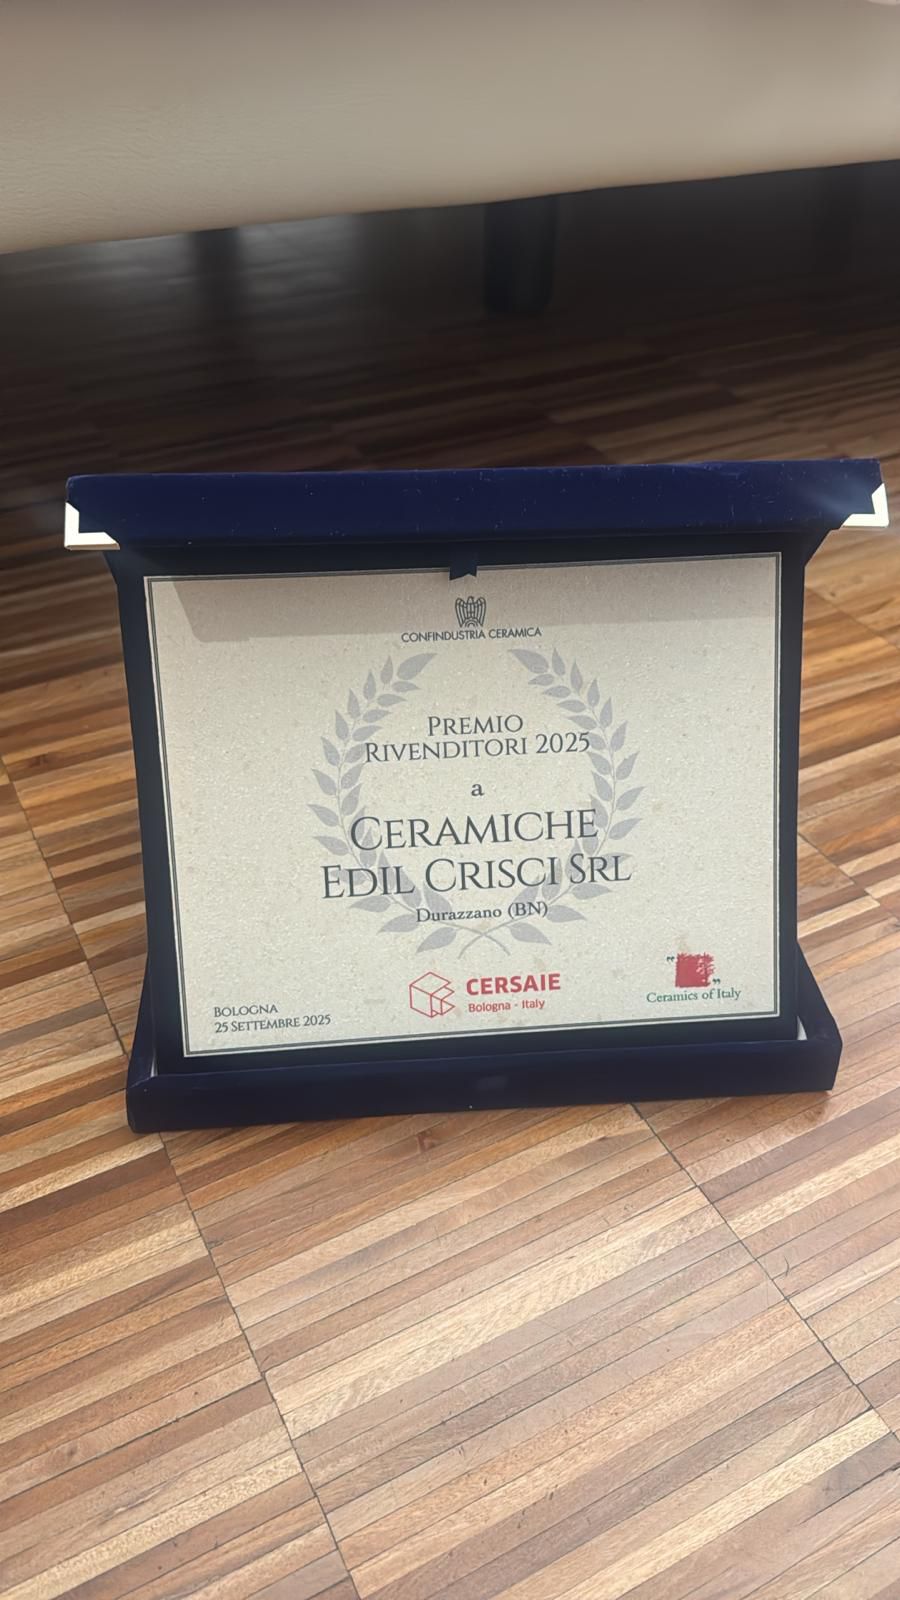 CONFINDUSTRIA CERAMICA
PREMIO
RIVENDITORI 2025
a
CERAMICHE
EDIL CRISCI SRL
Durazzano (BN)
BOLOGNA
25 SETTEMBRE 2025
CERSAIE
Bologna - Italy
Ceramics of Italy